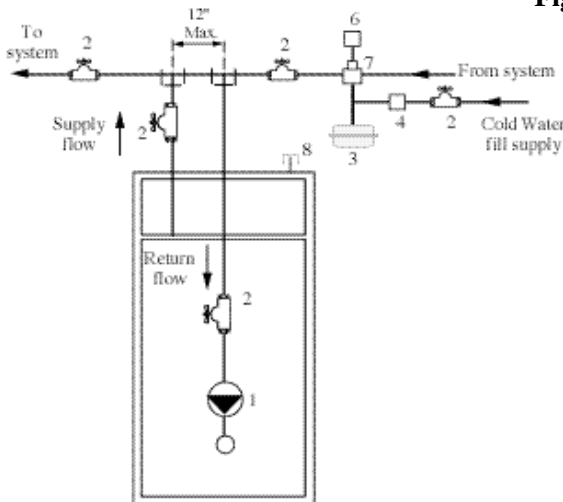 Fig
12"
Max.
To
system
2
2
6
7
From system
Supply
flow
2
3
4
2
Cold Water
fill supply
8
Return
flow
2
1